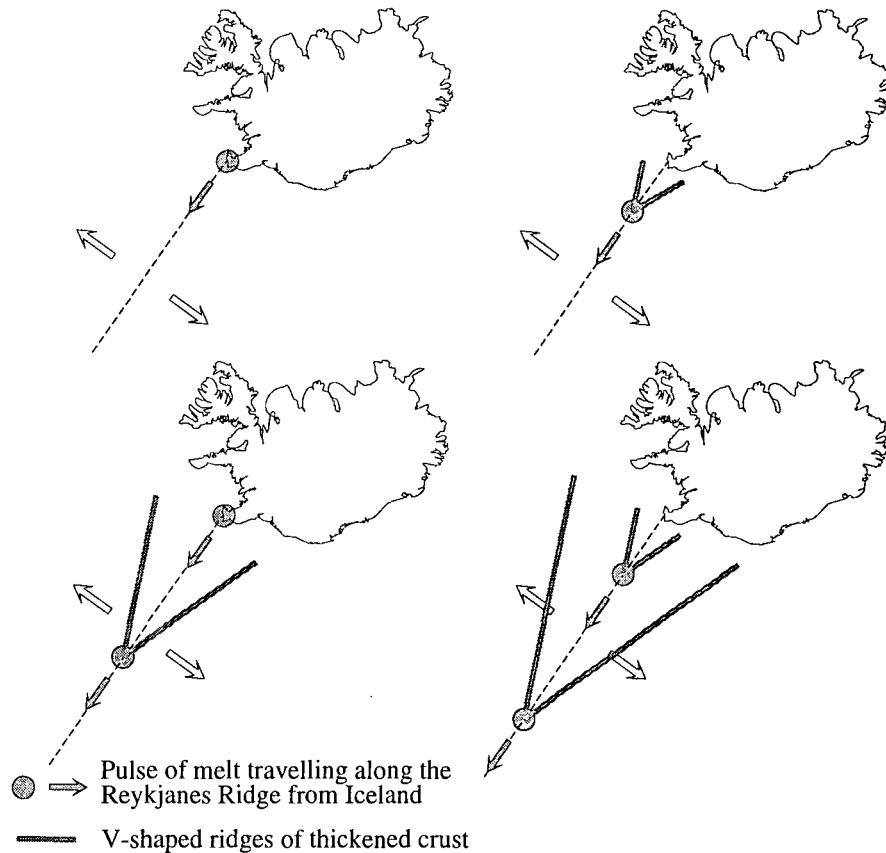 Pulse of melt travelling along the
Reykjanes Ridge from Iceland
V-shaped ridges of thickened crust